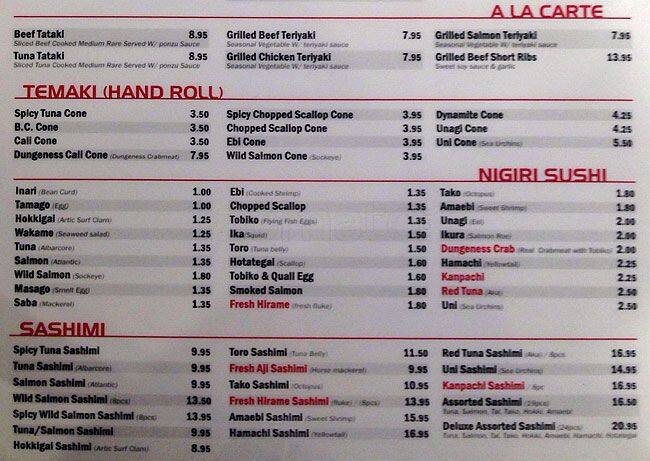 A LA CARTE
Beef Tataki 8.95
Sliced Beef Cooked Medium Rare Served W/ ponzu Sauce
Tuna Tataki 8.95
Sliced Tuna Cooked Medium Rare Served W/ ponzu Sauce
Grilled Beef Teriyaki 7.95
Seasonal Vegetable W/ teriyaki sauce
Grilled Chicken Teriyaki 7.95
Seasonal Vegetable W/ teriyaki sauce
Grilled Salmon Teriyaki 7.95
Seasonal Vegetable W/ teriyaki sauce
Grilled Beef Short Ribs 13.95
Sweet soy sauce & garlic
TEMAKI (HAND ROLL)
Spicy Tuna Cone 3.50
B.C. Cone 3.50
Cali Cone 3.50
Dungeness Cali Cone (Dungeness Crabmeat) 7.95
Spicy Chopped Scallop Cone 3.95
Chopped Scallop Cone 3.95
Ebi Cone 3.95
Wild Salmon Cone (Sockeye) 3.95
Dynamite Cone 4.25
Unagi Cone 4.25
Uni Cone (Sea Urchins) 5.50
NIGIRI SUSHI
Inari (Bean Curd) 1.00
Tamago (Egg) 1.00
Hokkigai (Artic Surf Clam) 1.25
Wakame (Seaweed salad) 1.25
Tuna (Albarcore) 1.35
Salmon (Atlantic) 1.35
Wild Salmon (Sockeye) 1.80
Masago (Smelt Egg) 1.35
Saba (Mackerel) 1.35
Ebi (Cooked Shrimp) 1.35
Chopped Scallop 1.35
Tobiko (Flying Fish Eggs) 1.35
Ika (Squid) 1.50
Toro (Tuna belly) 1.50
Hotategai (Scallop) 1.60
Tobiko & Quail Egg 1.60
Smoked Salmon 1.80
Fresh Hirame (fresh fluke) 1.80
Tako (Octopus) 1.80
Amaebi (Sweet Shrimp) 1.80
Unagi (Eel) 2.00
Ikura (Salmon Roe) 2.00
Dungeness Crab (Real Crabmeat with Tobiko) 2.00
Hamachi (Yellowtail) 2.25
Kanpachi 2.25
Red Tuna (Akai) 2.50
Uni (Sea Urchins) 2.50
SASHIMI
Spicy Tuna Sashimi 9.95
Tuna Sashimi (Albarcore) 9.95
Salmon Sashimi (Atlantic) 9.95
Wild Salmon Sashimi (8pcs) 13.50
Spicy Wild Salmon Sashimi (8pcs) 13.95
Tuna/Salmon Sashimi 9.95
Hokkigai Sashimi (Artic Surf Clam) 8.95
Toro Sashimi (Tuna Belly) 11.50
Fresh Aji Sashimi (Horse mackerel) 9.95
Tako Sashimi (Octopus) 10.95
Fresh Hirame Sashimi (fluke) / (8pcs) 13.95
Amaebi Sashimi (Sweet Shrimp) 15.95
Hamachi Sashimi (Yellowtail) 16.95
Red Tuna Sashimi (Akai) / 8pcs 16.95
Uni Sashimi (Sea Urchins) 14.95
Kanpachi Sashimi / 8pc 16.95
Assorted Sashimi 16.50
Tuna, Salmon, Tai, Tako, Hokki, Amaebi
Deluxe Assorted Sashimi (24pcs) 20.95
Tuna, Salmon, Tai, Tako, Hokki, Amaebi, Hamachi, Hotategai